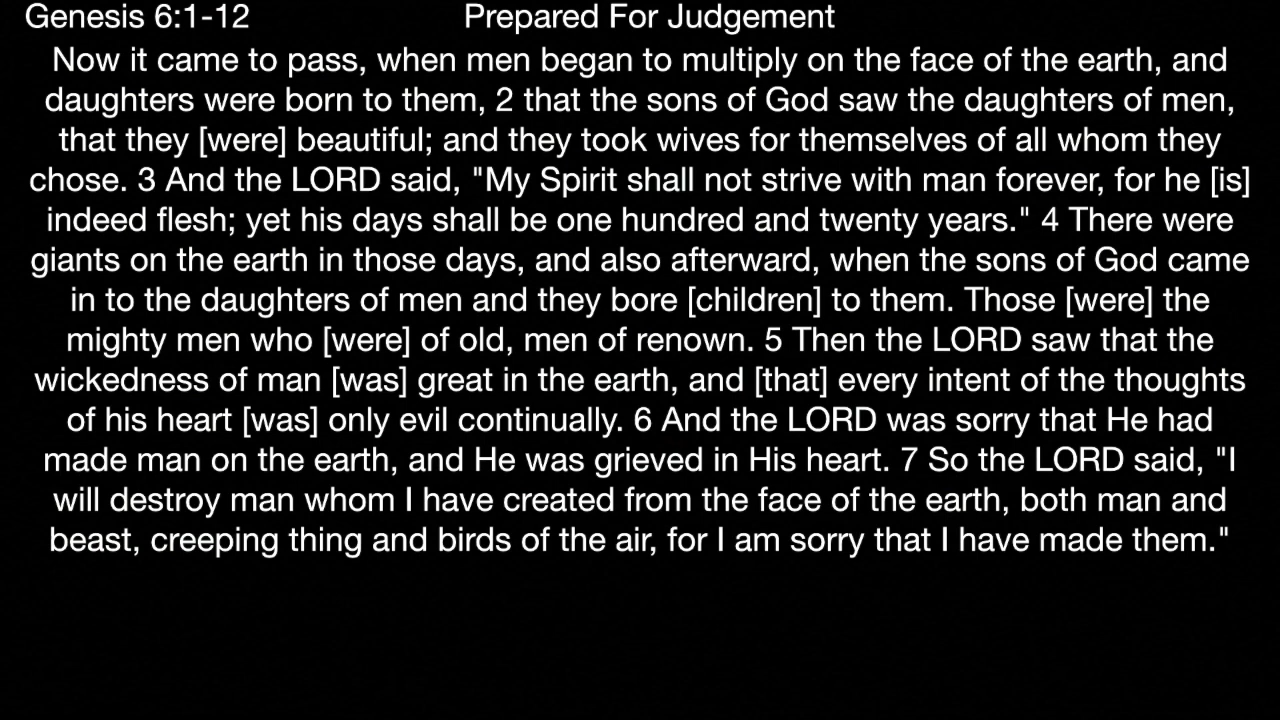 Genesis 6:1-12 Prepared For Judgement
Now it came to pass, when men began to multiply on the face of the earth, and
daughters were born to them, 2 that the sons of God saw the daughters of men,
that they [were] beautiful; and they took wives for themselves of all whom they
chose. 3 And the LORD said, "My Spirit shall not strive with man forever, for he [is]
indeed flesh; yet his days shall be one hundred and twenty years." 4 There were
giants on the earth in those days, and also afterward, when the sons of God came
in to the daughters of men and they bore [children] to them. Those [were] the
mighty men who [were] of old, men of renown. 5 Then the LORD saw that the
wickedness of man [was] great in the earth, and [that] every intent of the thoughts
of his heart [was] only evil continually. 6 And the LORD was sorry that He had
made man on the earth, and He was grieved in His heart. 7 So the LORD said, "I
will destroy man whom I have created from the face of the earth, both man and
beast, creeping thing and birds of the air, for I am sorry that I have made them."